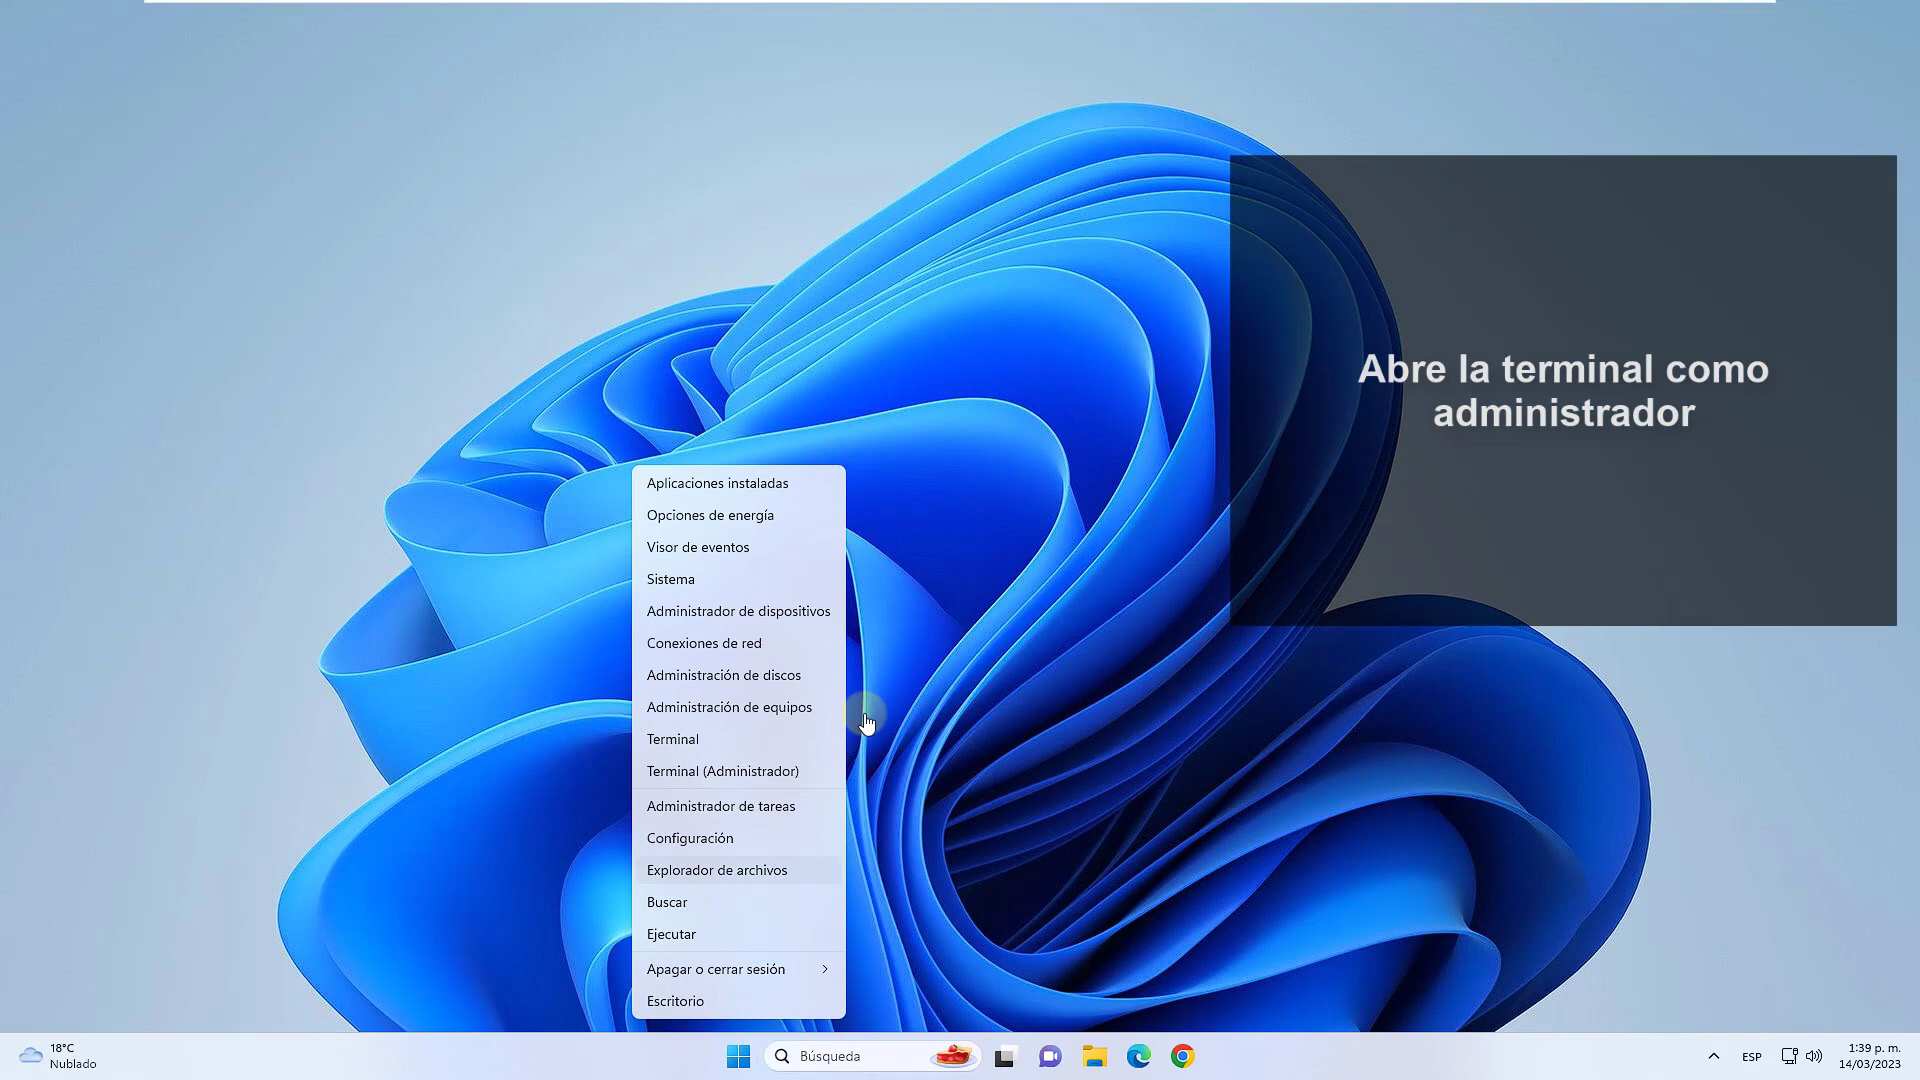 Abre la terminal como
administrador
Aplicaciones instaladas
Opciones de energía
Visor de eventos
Sistema
Administrador de dispositivos
Conexiones de red
Administración de discos
Administración de equipos
Terminal
Terminal (Administrador)
Administrador de tareas
Configuración
Explorador de archivos
Buscar
Ejecutar
Apagar o cerrar sesión
Escritorio
18°C
Nublado
Búsqueda
ESP
1:39 p. m.
14/03/2023